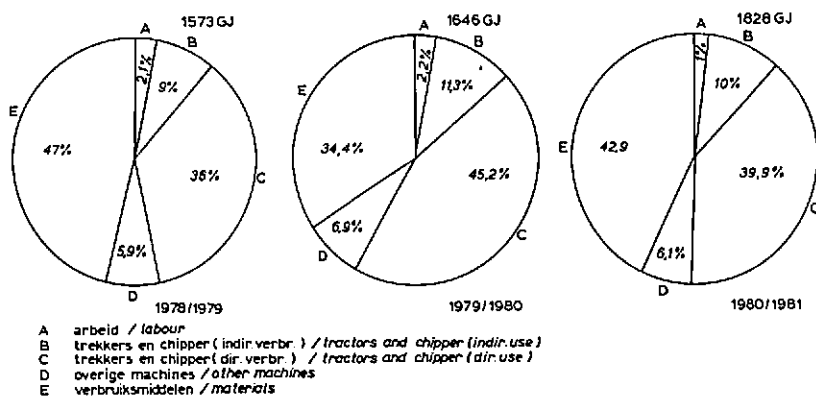 1573 GJ
A
B
C
D
E
2,1%
9%
36%
5,9%
47%
1978/1979
1646 GJ
A
B
C
D
E
2,2%
11,3%
45,2%
6,9%
34,4%
1979/1980
1828 GJ
A
B
C
D
E
1%
10%
39,9%
6,1%
42,9
1980/1981
A arbeid / labour
B trekkers en chipper ( indir. verbr. ) / tractors and chipper (indir. use)
C trekkers en chipper ( dir. verbr. ) / tractors and chipper (dir. use)
D overige machines / other machines
E verbruiksmiddelen / materials